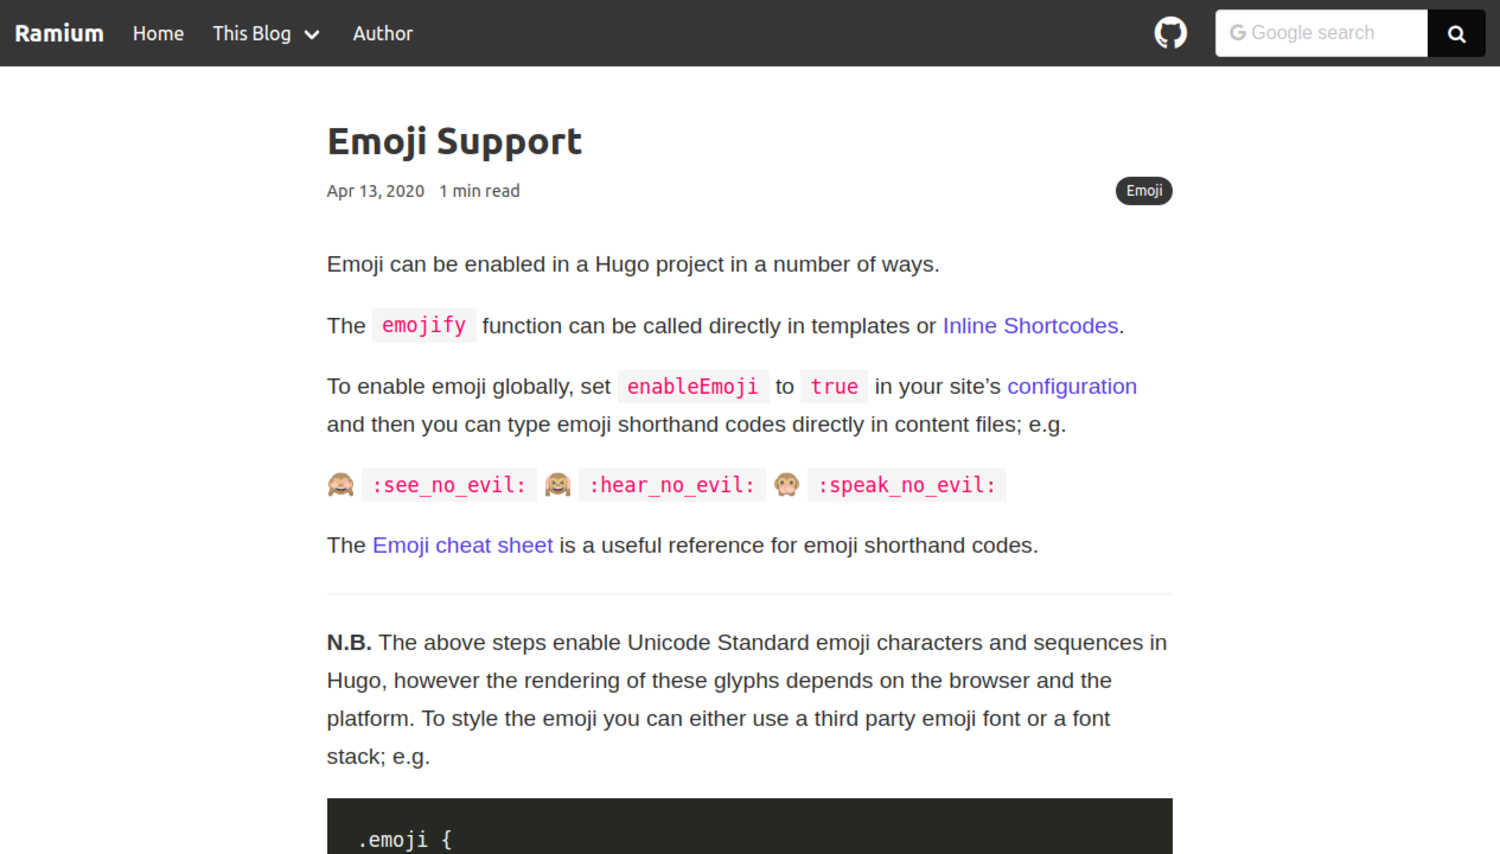 Ramium Home This Blog Author Google search
Emoji Support
Apr 13, 2020 1 min read Emoji
Emoji can be enabled in a Hugo project in a number of ways.
The emojify function can be called directly in templates or Inline Shortcodes.
To enable emoji globally, set enableEmoji to true in your site’s configuration
and then you can type emoji shorthand codes directly in content files; e.g.
🙈 :see_no_evil: 🙉 :hear_no_evil: 🙊 :speak_no_evil:
The Emoji cheat sheet is a useful reference for emoji shorthand codes.
N.B. The above steps enable Unicode Standard emoji characters and sequences in
Hugo, however the rendering of these glyphs depends on the browser and the
platform. To style the emoji you can either use a third party emoji font or a font
stack; e.g.
.emoji {